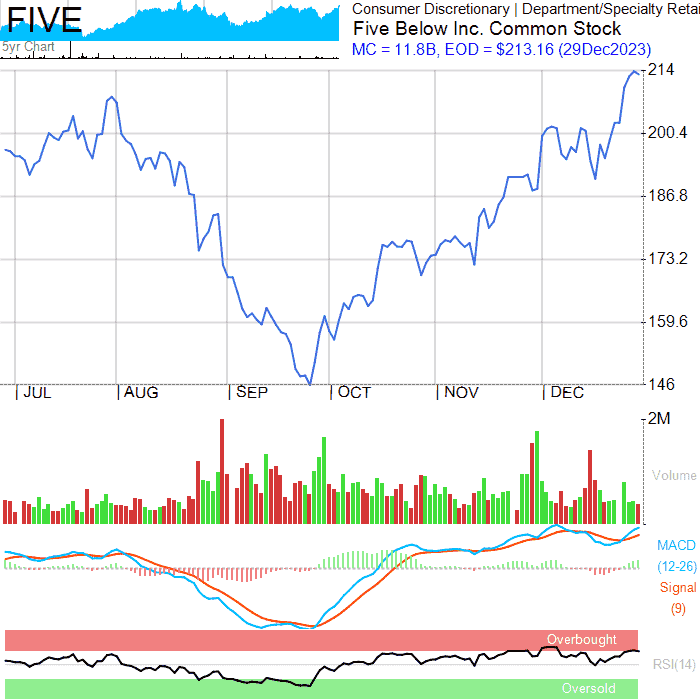 FIVE
5yr Chart
Consumer Discretionary | Department/Specialty Retai
Five Below Inc. Common Stock
MC = 11.8B, EOD = $213.16 (29Dec2023)
214
200.4
186.8
173.2
159.6
146
JUL AUG SEP OCT NOV DEC
2M
Volume
MACD
(12-26)
Signal
(9)
Overbought
RSI(14)
Oversold